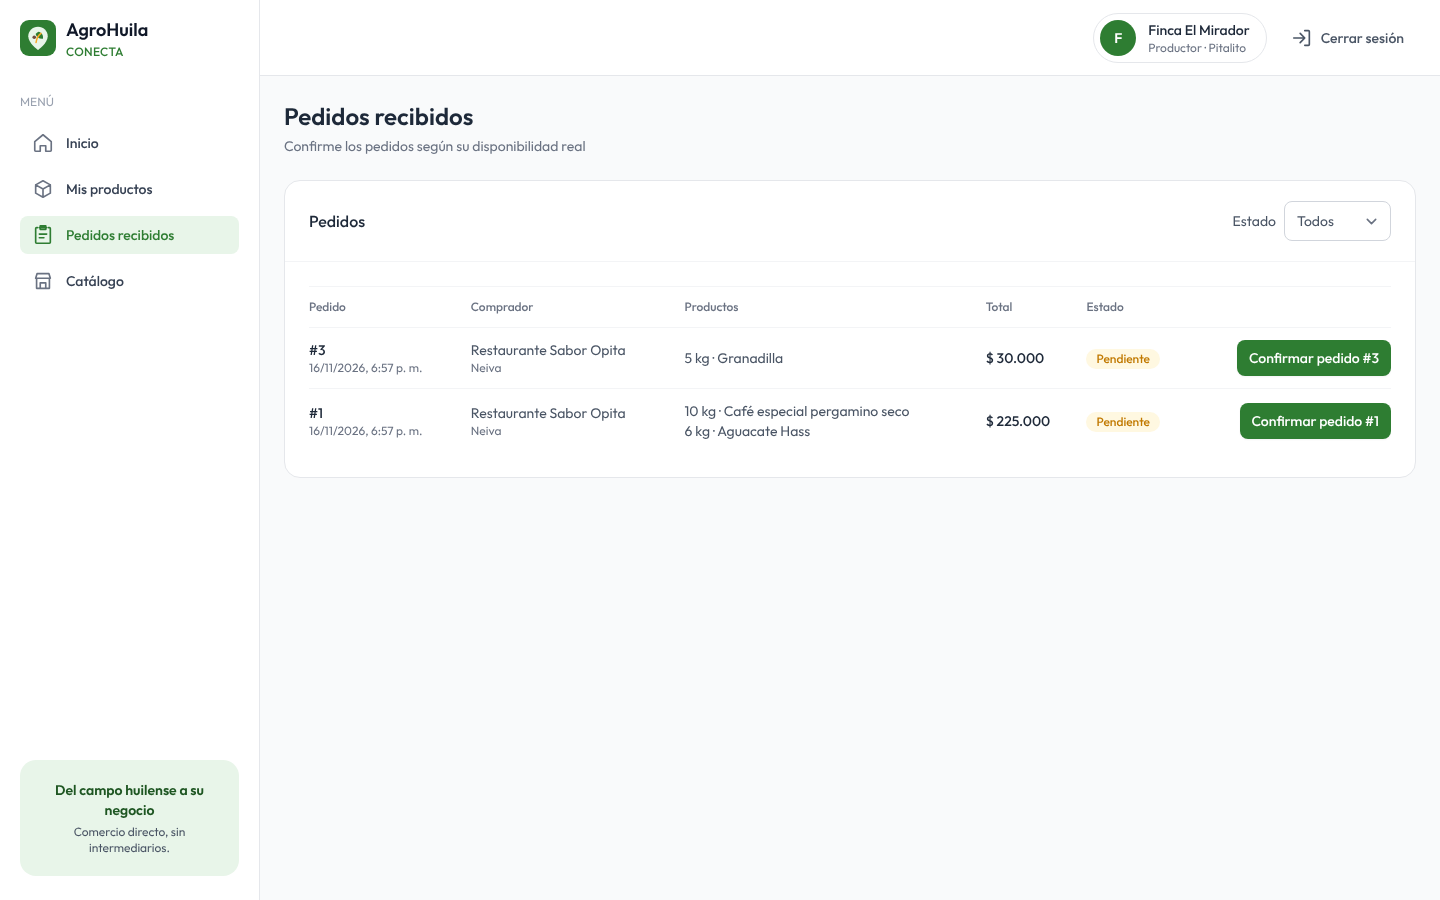 AgroHuila
CONECTA
MENÚ
Inicio
Mis productos
Pedidos recibidos
Catálogo
Del campo huilense a su
negocio
Comercio directo, sin
intermediarios.
F
Finca El Mirador
Productor · Pitalito
Cerrar sesión
Pedidos recibidos
Confirme los pedidos según su disponibilidad real
Pedidos
Estado
Todos
Pedido
Comprador
Productos
Total
Estado
#3
16/11/2026, 6:57 p. m.
Restaurante Sabor Opita
Neiva
5 kg · Granadilla
$ 30.000
Pendiente
Confirmar pedido #3
#1
16/11/2026, 6:57 p. m.
Restaurante Sabor Opita
Neiva
10 kg · Café especial pergamino seco
6 kg · Aguacate Hass
$ 225.000
Pendiente
Confirmar pedido #1